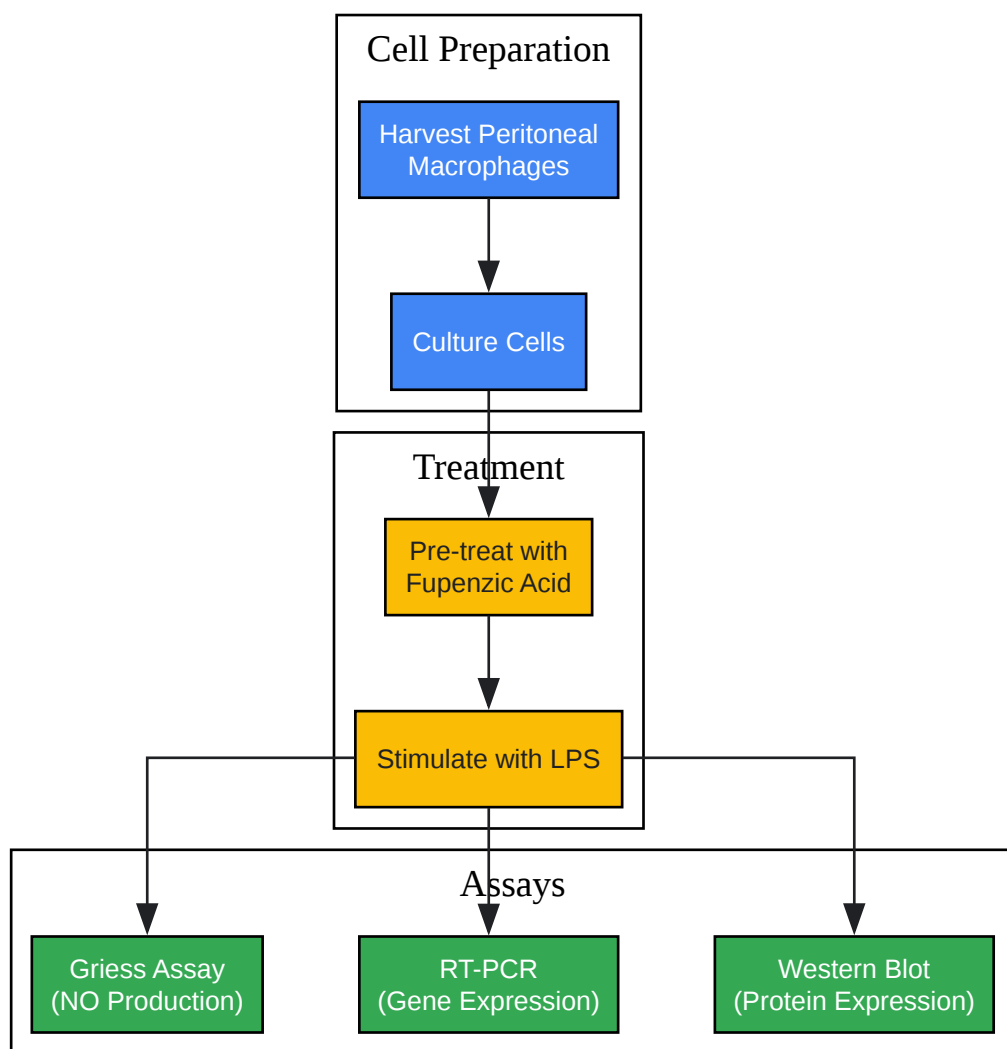 Cell Preparation
Harvest Peritoneal
Macrophages
Culture Cells
Treatment
Pre-treat with
Fupenzic Acid
Stimulate with LPS
Assays
Griess Assay
(NO Production)
RT-PCR
(Gene Expression)
Western Blot
(Protein Expression)